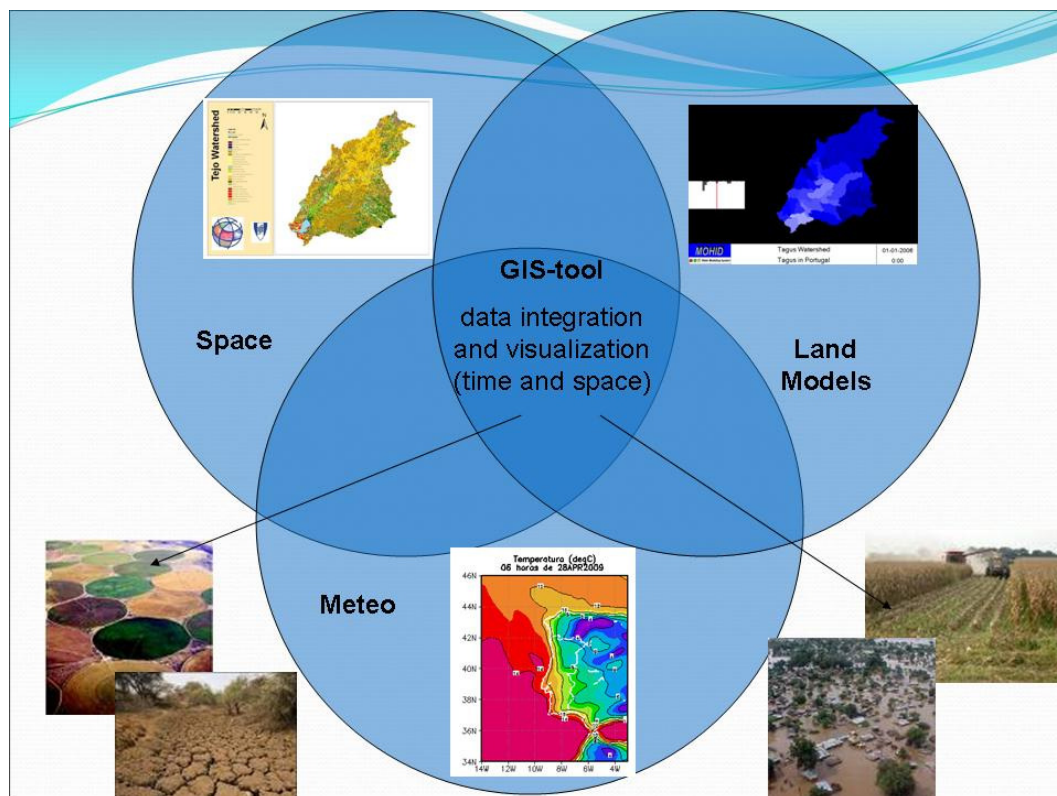 Tejo Watershed
N
MOHID
Tagus Watershed
01-01-2006
Tagus in Portugal
0:00
GIS-tool
data integration
and visualization
(time and space)
Space
Land
Models
Meteo
Temperatura (degC)
06 horas de 28APR2009
46N
44N
42N
40N
38N
36N
34N
14W 12W 10W 8W 6W 4W